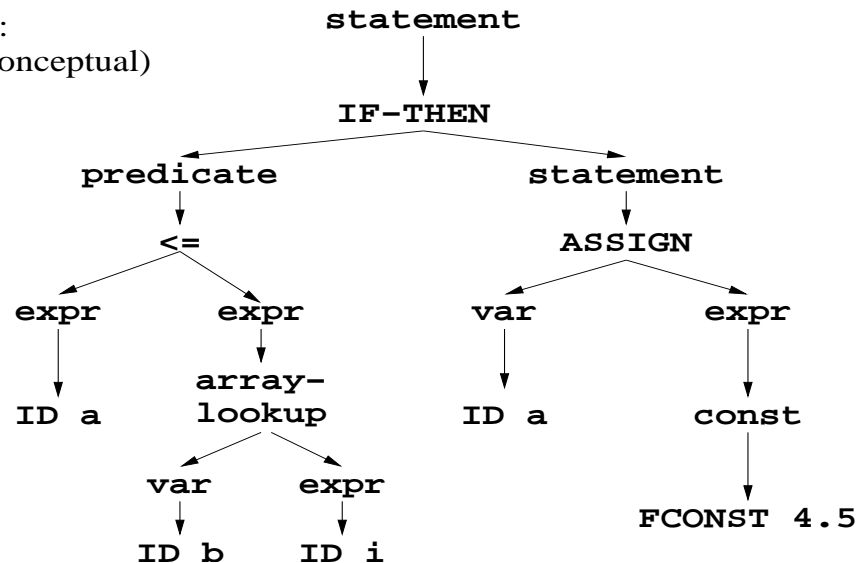 statement
:
onceptual)
IF-THEN
predicate statement
<= ASSIGN
expr expr var expr
array-
lookup
ID a ID a const
var expr
FCONST 4.5
ID b ID i